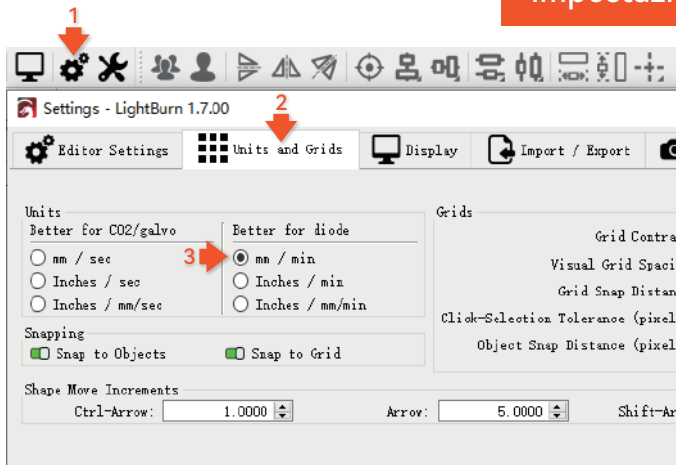 Impostaz
1
Settings - LightBurn 1.7.00
2
Editor Settings
Units and Grids
Display
Import / Export
Units
Better for CO2/galvo
Better for diode
mm / sec
3
mm / min
Inches / sec
Inches / min
Inches / mm/sec
Inches / mm/min
Snapping
Snap to Objects
Snap to Grid
Grids
Grid Contra
Visual Grid Spaci
Grid Snap Distan
Click-Selection Tolerance (pixel
Object Snap Distance (pixel
Shape Move Increments
Ctrl-Arrow:
1.0000
Arrow:
5.0000
Shift-Ar